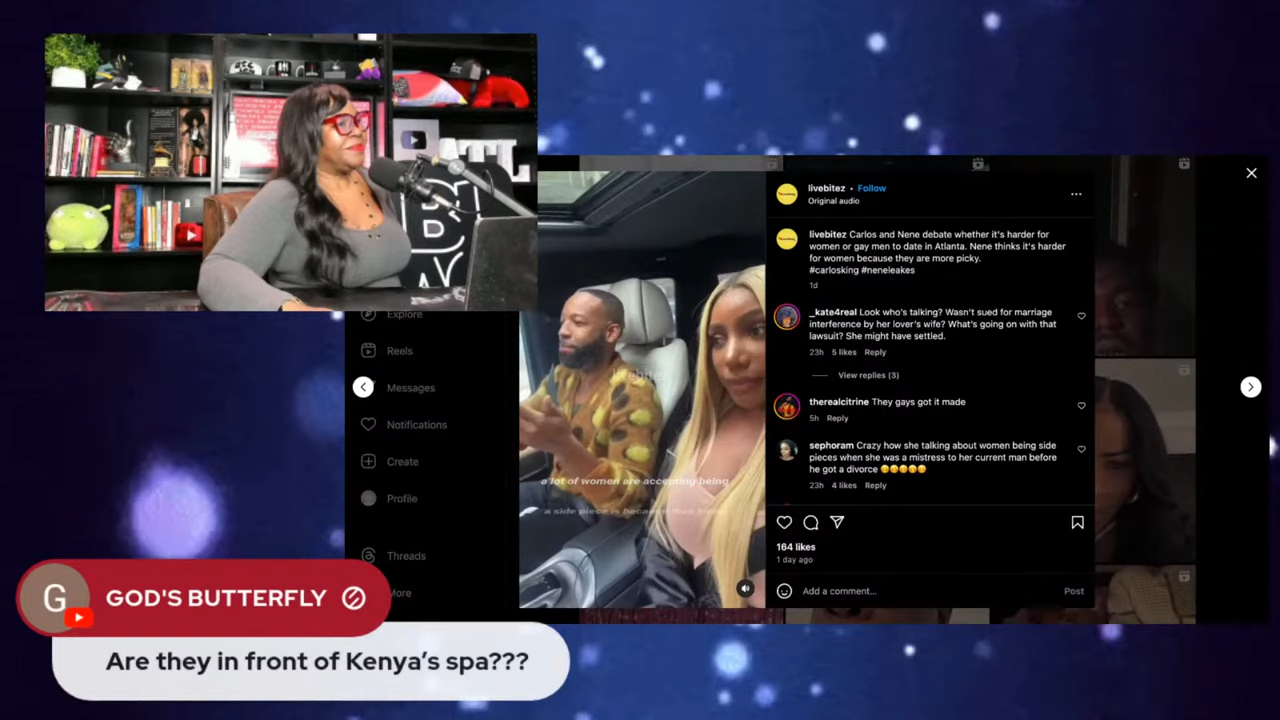 ATL
livebitez • Follow
Original audio
livebitez Carlos and Nene debate whether it's harder for
women or gay men to date in Atlanta. Nene thinks it's harder
for women because they are more picky.
#carlosking #neneleakes
1d
_kate4real Look who's talking? Wasn't sued for marriage
interference by her lover's wife? What's going on with that
lawsuit? She might have settled.
23h 5 likes Reply
View replies (3)
therealcitrine They gays got it made
5h Reply
sephoram Crazy how she talking about women being side
pieces when she was a mistress to her current man before
he got a divorce
23h 4 likes Reply
164 likes
1 day ago
Add a comment...
Post
Explore
Reels
Messages
Notifications
Create
Profile
Threads
More
livebitez
a lot of women are accepting being
a side piece is because they
G
GOD'S BUTTERFLY
Are they in front of Kenya's spa???